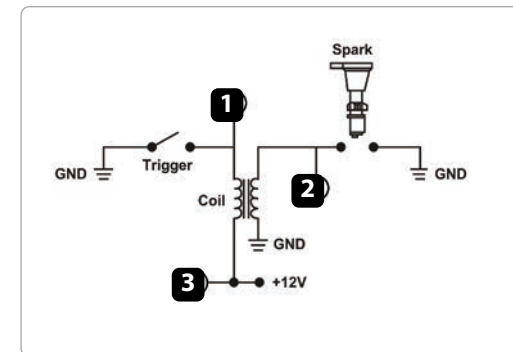 Spark
1
GND
Trigger
2
GND
Coil
GND
3
+12V